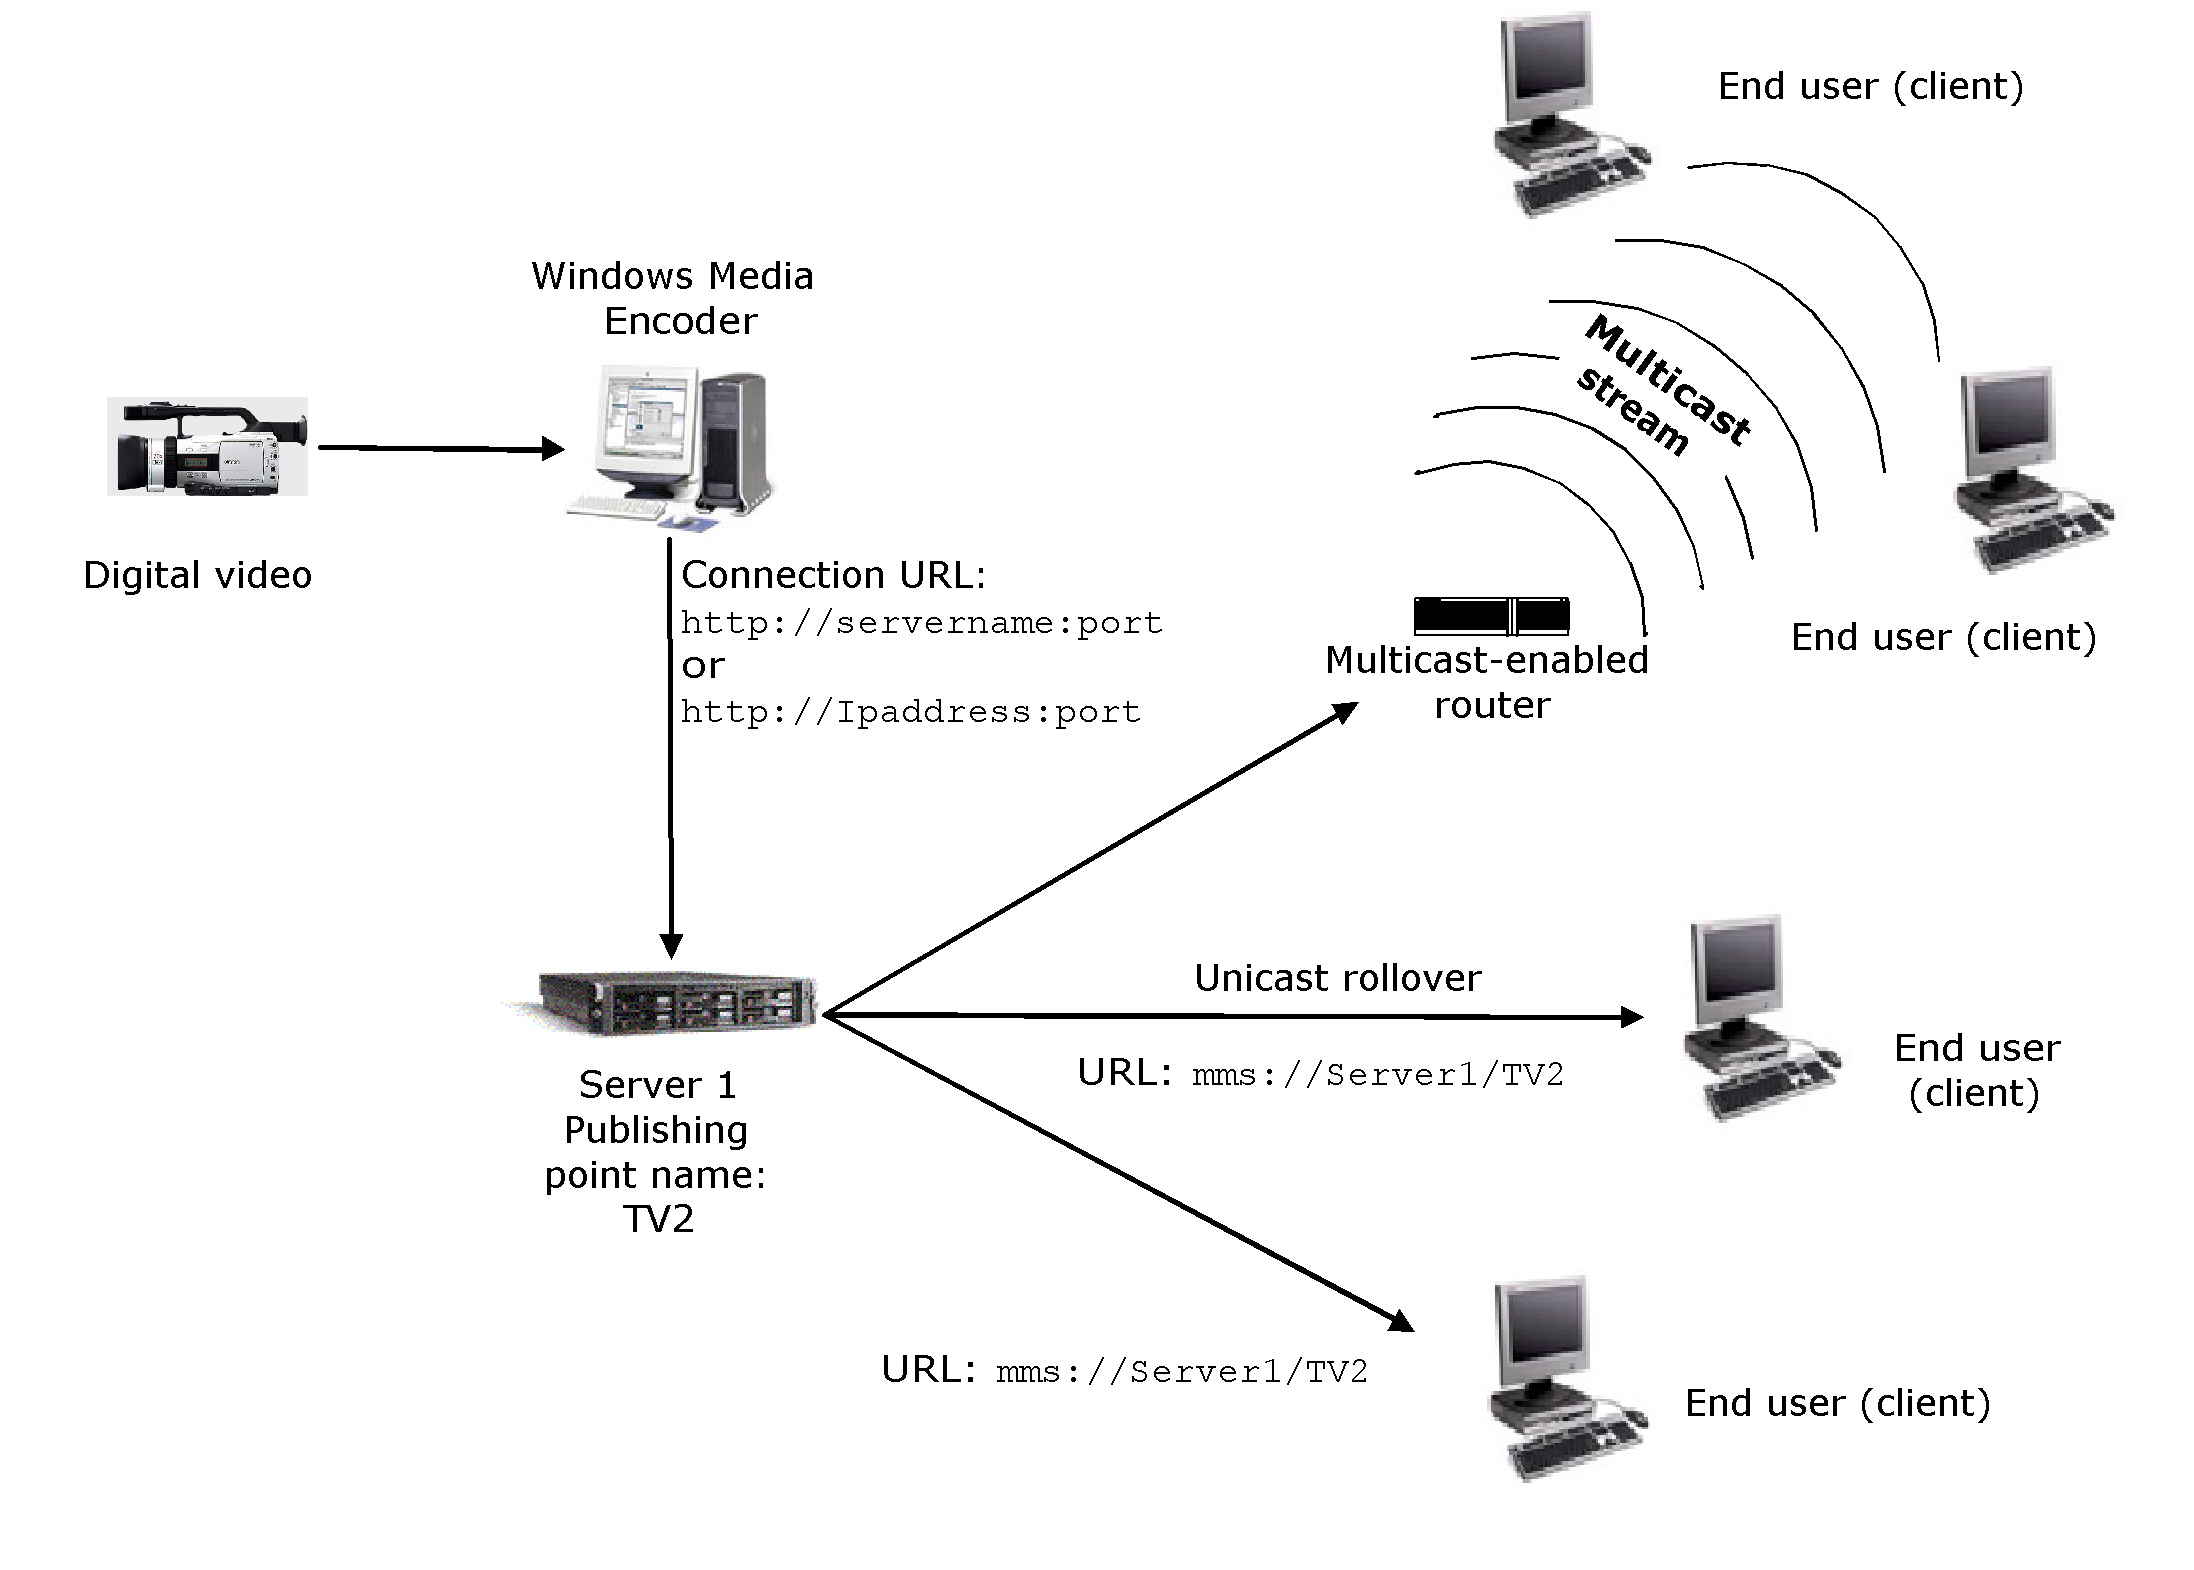 End user (client)
Windows Media
Encoder
Multicast
stream
Digital video
Connection URL:
http://servername:port
or
http://Ipaddress:port
End user (client)
Multicast-enabled
router
Unicast rollover
URL: mms://Server1/TV2
End user
(client)
Server 1
Publishing
point name:
TV2
URL: mms://Server1/TV2
End user (client)